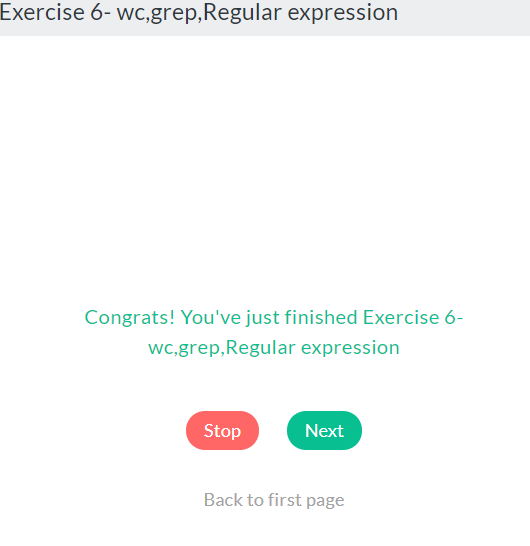 Exercise 6- wc,grep,Regular expression
Congrats! You've just finished Exercise 6-
wc,grep,Regular expression
Stop
Next
Back to first page